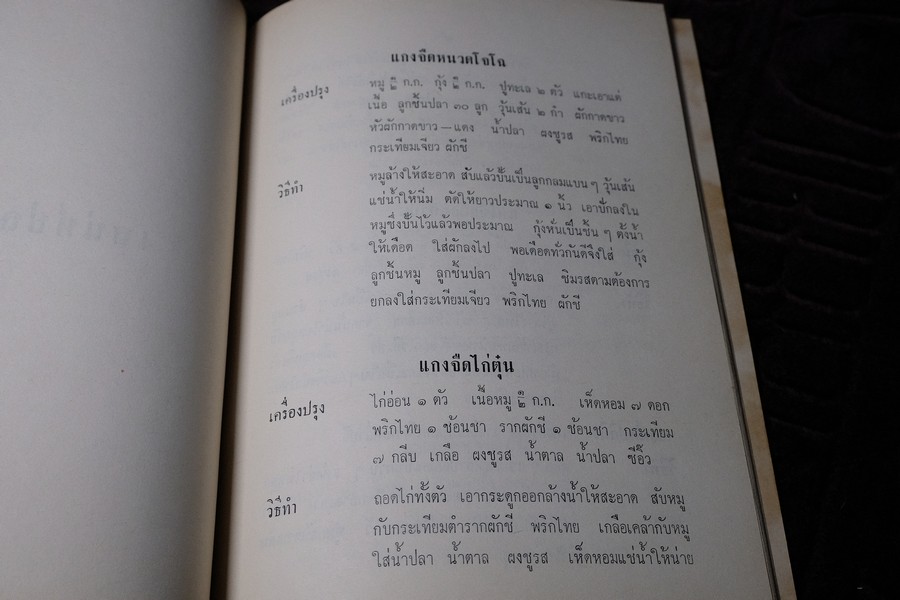 แกงจืดหนวดโจโฉ
เครื่องปรุง หมู ๑/๒ ก.ก. กุ้ง ๑/๒ ก.ก. ปูทะเล ๒ ตัว แกะเอาแต่
เนื้อ ลูกชิ้นปลา ๓๐ ลูก วุ้นเส้น ๒ กำ ผักกาดขาว
หัวผักกาดขาว — แดง น้ำปลา ผงชูรส พริกไทย
กระเทียมเจียว ผักชี
วิธีทำ หมูล้างให้สะอาด สับแล้วปั้นเป็นลูกกลมแบน ๆ วุ้นเส้น
แช่น้ำให้นิ่ม ตัดให้ยาวประมาณ ๑ นิ้ว เอาปักลงใน
หมูซึ่งปั้นไว้แล้วพอประมาณ กุ้งหั่นเป็นชิ้น ๆ ตั้งน้ำ
ให้เดือด ใส่ผักลงไป พอเดือดทั่วกันดีจึงใส่ กุ้ง
ลูกชิ้นหมู ลูกชิ้นปลา ปูทะเล ชิมรสตามต้องการ
ยกลงใส่กระเทียมเจียว พริกไทย ผักชี
แกงจืดไก่ตุ๋น
เครื่องปรุง ไก่อ่อน ๑ ตัว เนื้อหมู ๑/๒ ก.ก. เห็ดหอม ๗ ดอก
พริกไทย ๑ ช้อนชา รากผักชี ๑ ช้อนชา กระเทียม
๗ กลีบ เกลือ ผงชูรส น้ำตาล น้ำปลา ซีอิ๊ว
วิธีทำ ถอดไก่ทั้งตัว เอากระดูกออกล้างน้ำให้สะอาด สับหมู
กับกระเทียมตำรากผักชี พริกไทย เกลือเคล้ากับหมู
ใส่น้ำปลา น้ำตาล ผงชูรส เห็ดหอมแช่น้ำให้น่าย